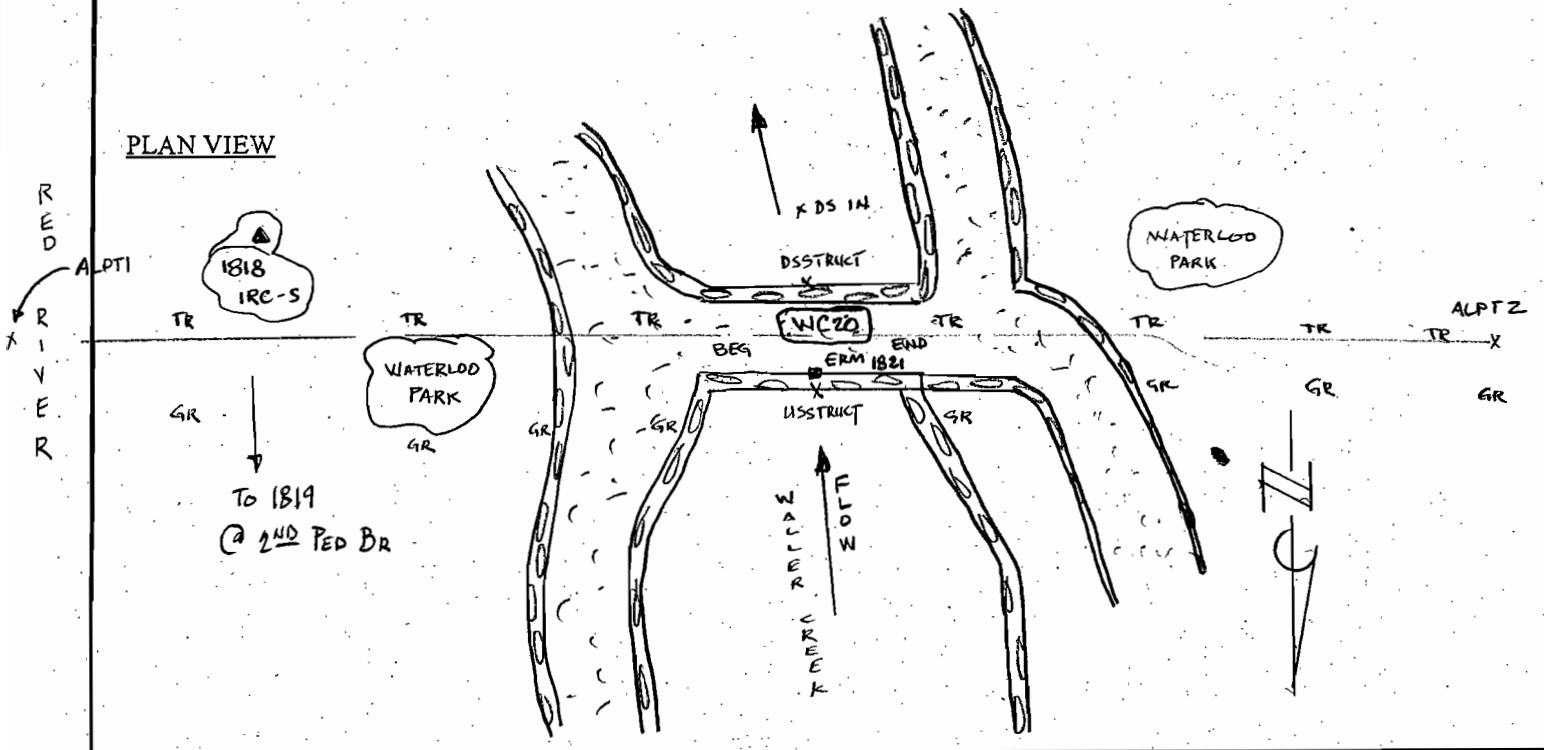 PLAN VIEW
RED RIVER
ALPT1
1818
IRC-S
X DS IN
DSSTRUCT
X
WATERLOO
PARK
TR
TR
TR
WC20
TR
TR
TR
TR
ALPT2
X
X
BEG
END
ERM 1821
WATERLOO
PARK
X
USSTRUCT
GR
GR
GR
GR
GR
GR
GR
GR
To 1819
@ 2ND PED BR
WALLER CREEK
FLOW
N